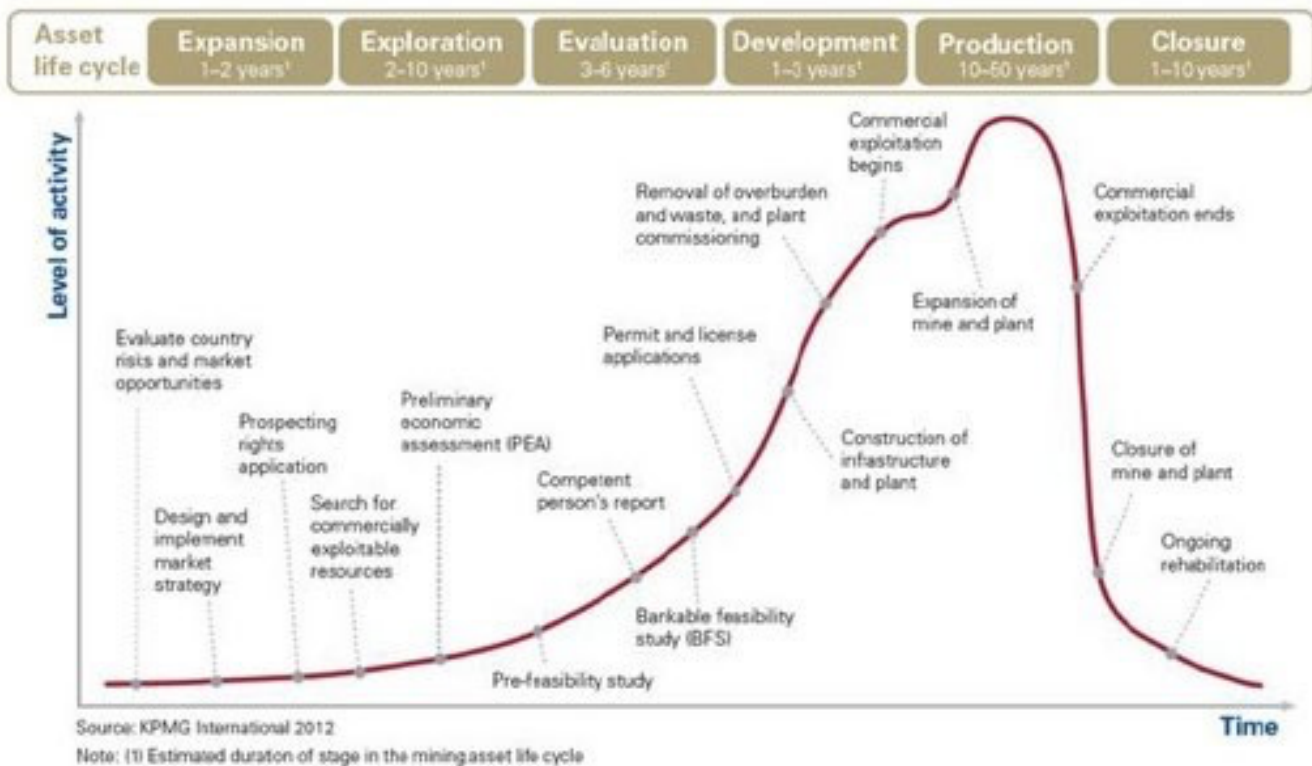 Asset
life cycle
Expansion
1–2 years¹
Exploration
2–10 years¹
Evaluation
3–6 years¹
Development
1–3 years¹
Production
10–50 years¹
Closure
1–10 years¹
Level of activity
Evaluate country
risks and market
opportunities
Design and
implement
market
strategy
Prospecting
rights
application
Search for
commercially
exploitable
resources
Preliminary
economic
assessment (PEA)
Pre-feasibility study
Competent
person's report
Bankable feasibility
study (BFS)
Permit and license
applications
Construction of
infrastructure
and plant
Removal of overburden
and waste, and plant
commissioning
Commercial
exploitation
begins
Expansion of
mine and plant
Commercial
exploitation ends
Closure of
mine and plant
Ongoing
rehabilitation
Time
Source: KPMG International 2012
Note: (1) Estimated duration of stage in the mining asset life cycle